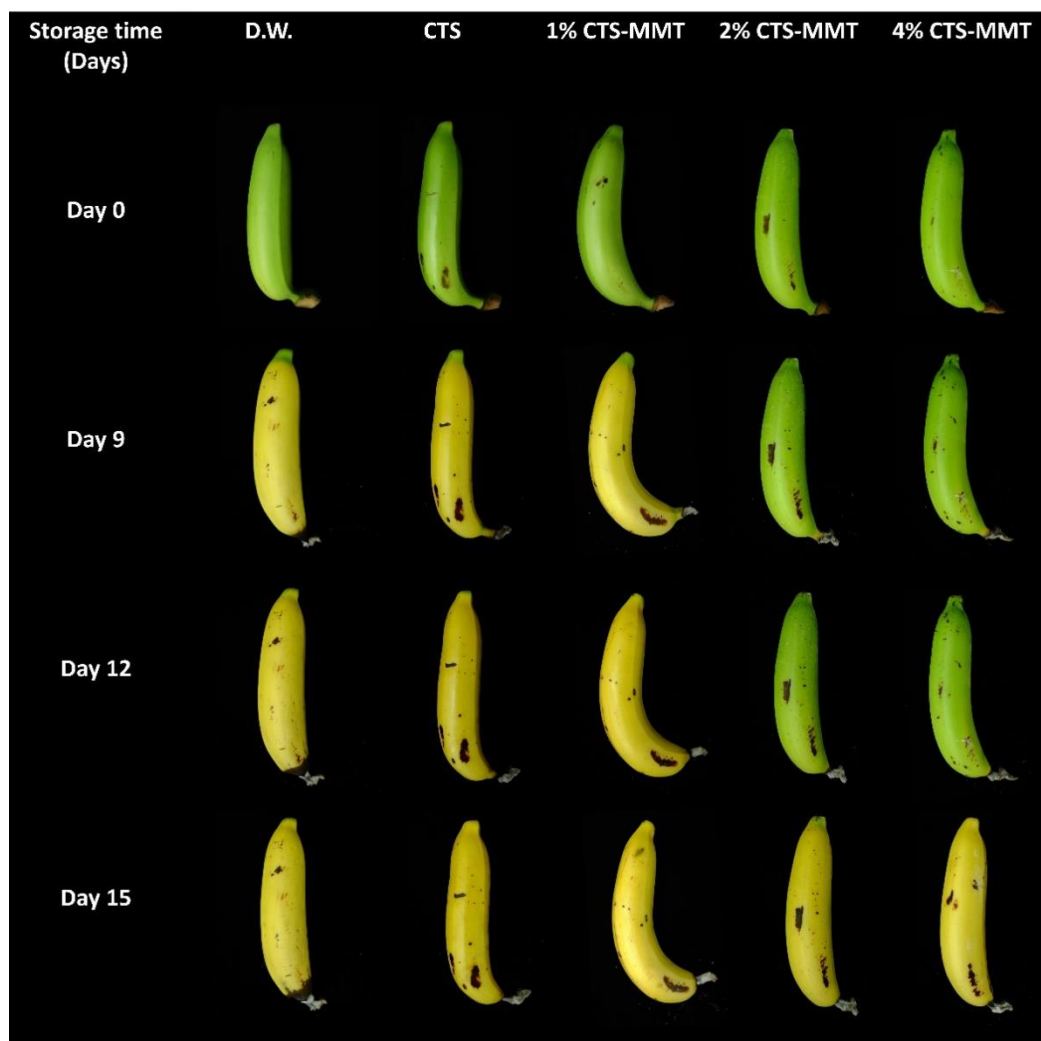 Storage time
(Days)
D.W.
CTS
1% CTS-MMT
2% CTS-MMT
4% CTS-MMT
Day 0
Day 9
Day 12
Day 15